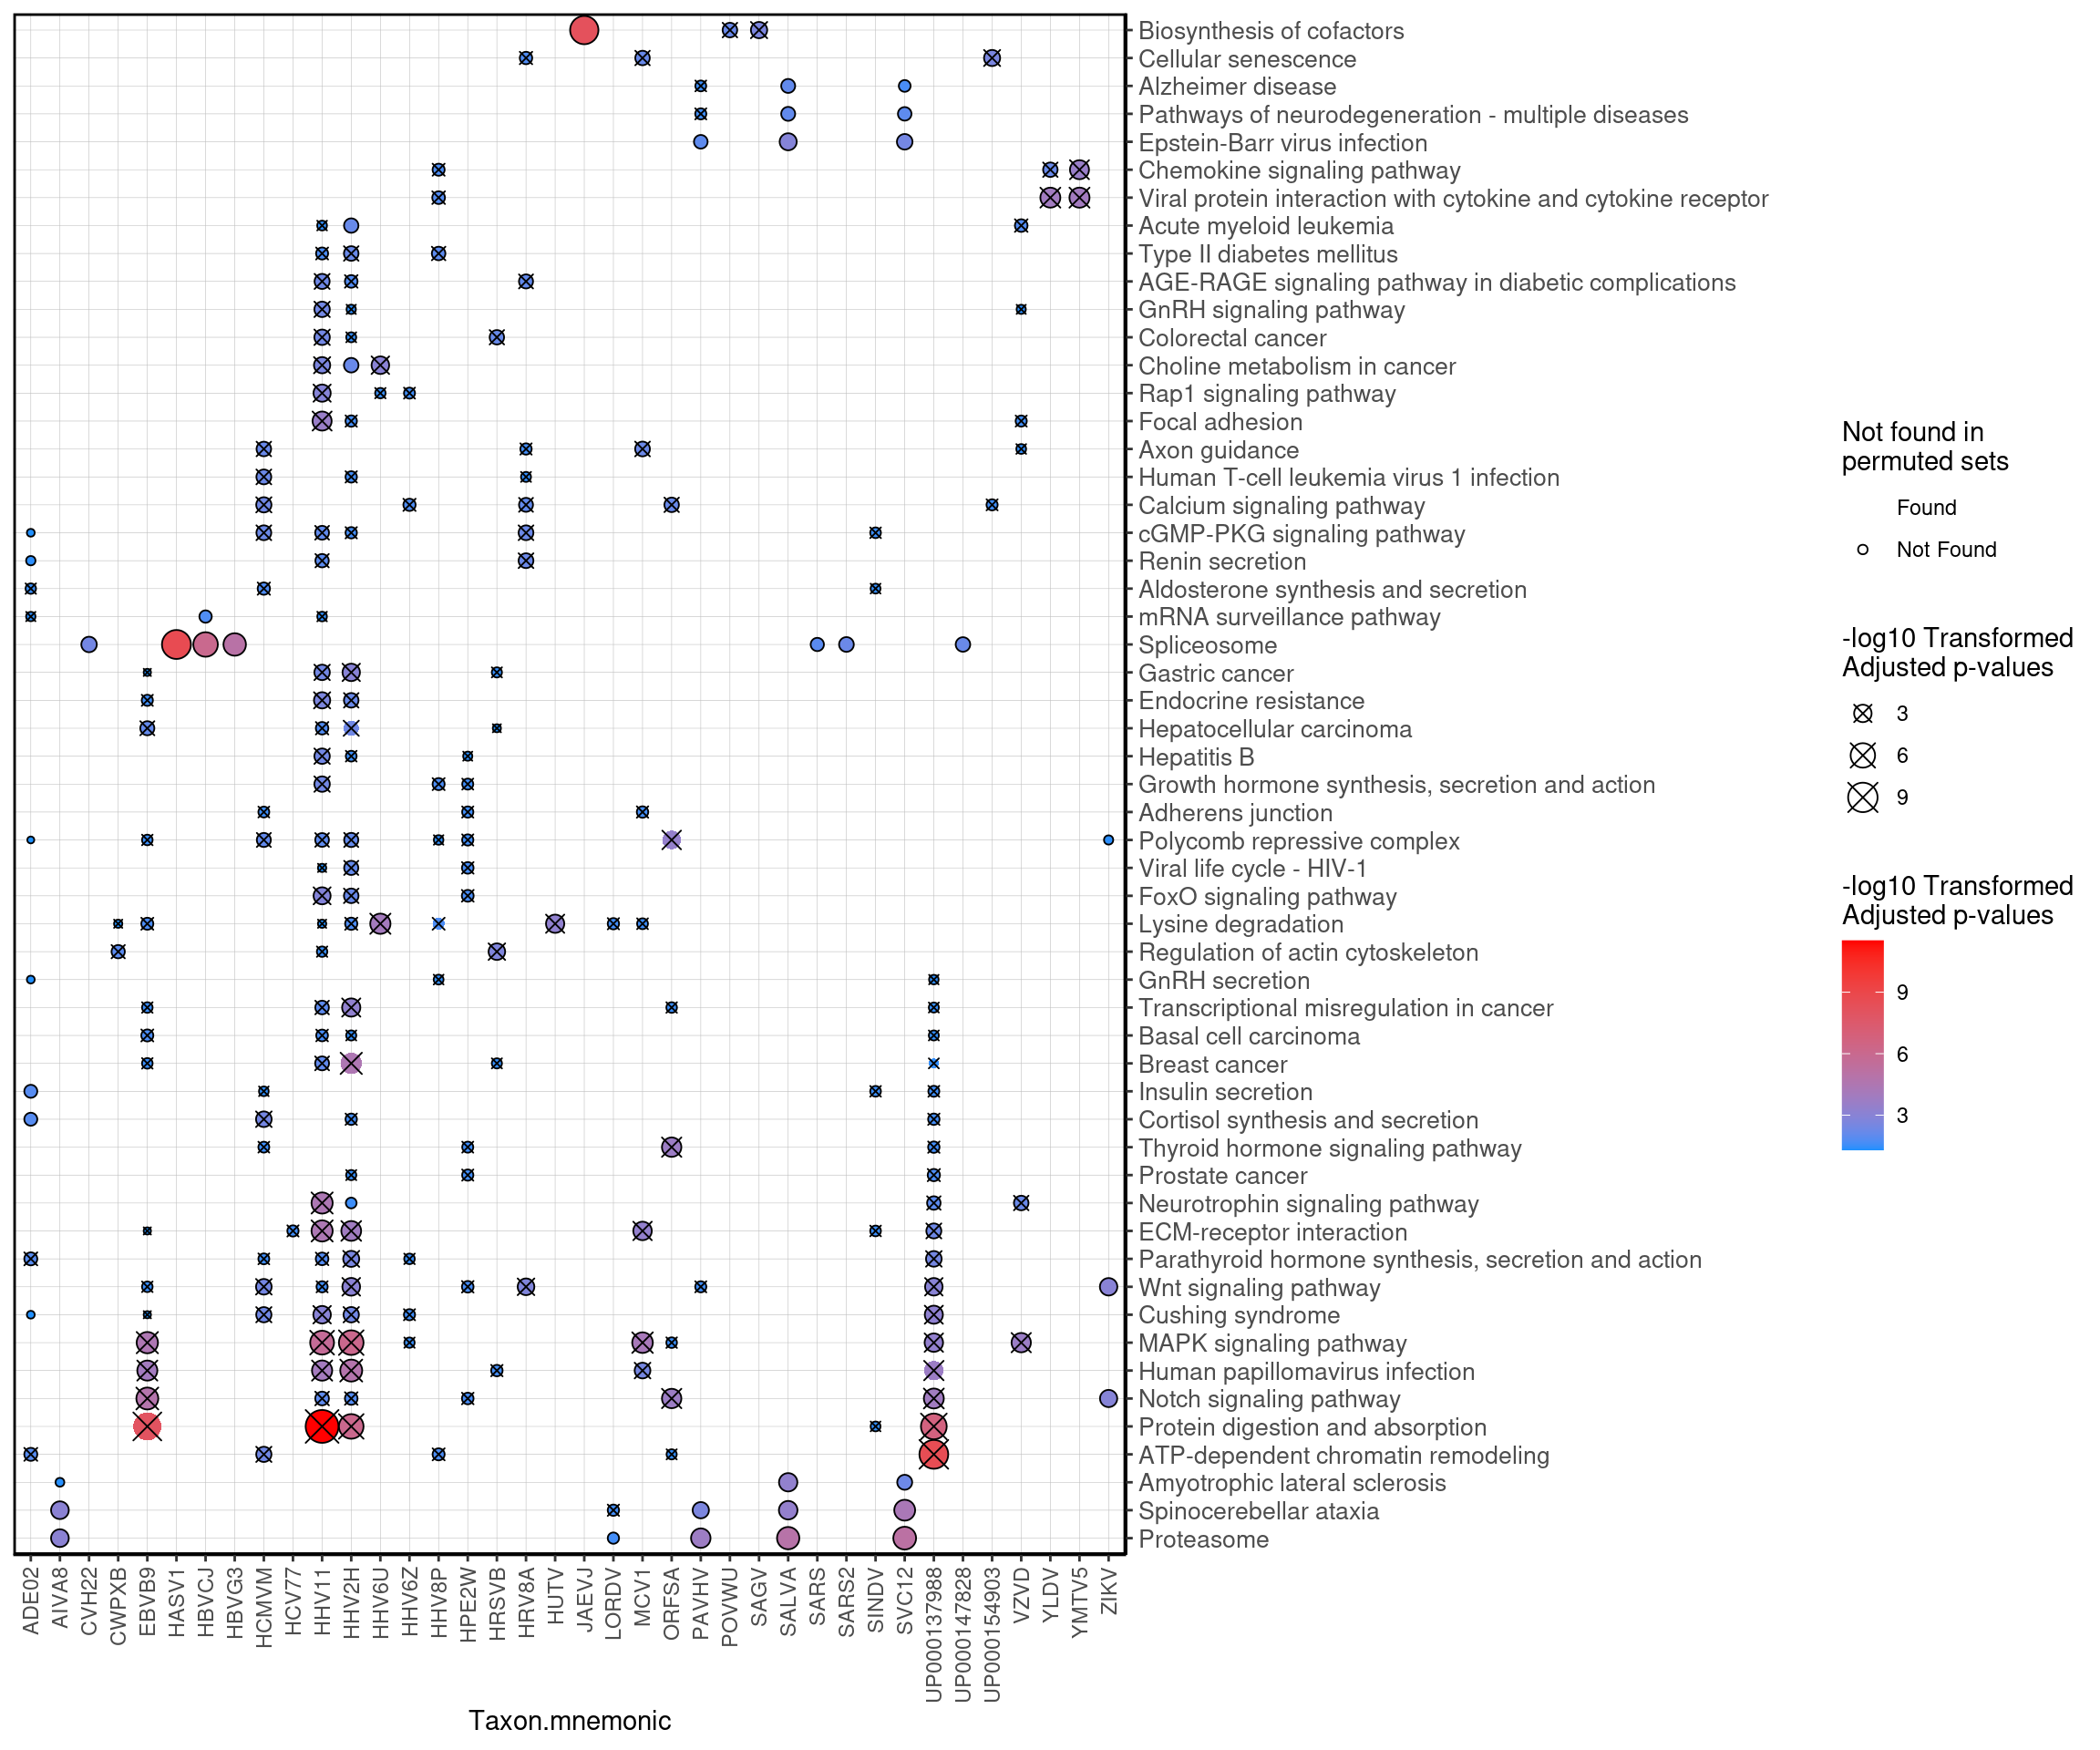 Biosynthesis of cofactors
Cellular senescence
Alzheimer disease
Pathways of neurodegeneration - multiple diseases
Epstein-Barr virus infection
Chemokine signaling pathway
Viral protein interaction with cytokine and cytokine receptor
Acute myeloid leukemia
Type II diabetes mellitus
AGE-RAGE signaling pathway in diabetic complications
GnRH signaling pathway
Colorectal cancer
Choline metabolism in cancer
Rap1 signaling pathway
Focal adhesion
Axon guidance
Human T-cell leukemia virus 1 infection
Calcium signaling pathway
cGMP-PKG signaling pathway
Renin secretion
Aldosterone synthesis and secretion
mRNA surveillance pathway
Spliceosome
Gastric cancer
Endocrine resistance
Hepatocellular carcinoma
Hepatitis B
Growth hormone synthesis, secretion and action
Adherens junction
Polycomb repressive complex
Viral life cycle - HIV-1
FoxO signaling pathway
Lysine degradation
Regulation of actin cytoskeleton
GnRH secretion
Transcriptional misregulation in cancer
Basal cell carcinoma
Breast cancer
Insulin secretion
Cortisol synthesis and secretion
Thyroid hormone signaling pathway
Prostate cancer
Neurotrophin signaling pathway
ECM-receptor interaction
Parathyroid hormone synthesis, secretion and action
Wnt signaling pathway
Cushing syndrome
MAPK signaling pathway
Human papillomavirus infection
Notch signaling pathway
Protein digestion and absorption
ATP-dependent chromatin remodeling
Amyotrophic lateral sclerosis
Spinocerebellar ataxia
Proteasome
ADE02
AIVA8
CVH22
CWPXB
EBVB9
HASV1
HBVCJ
HBVG3
HCMVM
HCV77
HHV11
HHV2H
HHV6U
HHV6Z
HHV8P
HPE2W
HRSVB
HRV8A
HUTV
JAEVJ
LORDV
MCV1
ORFSA
PAVHV
POVWU
SAGV
SALVA
SARS
SARS2
SINDV
SVC12
UP000137988
UP000147828
UP000154903
VZVD
YLDV
YMTV5
ZIKV
Taxon.mnemonic
Not found in
permuted sets
Found
Not Found
-log10 Transformed
Adjusted p-values
3
6
9
-log10 Transformed
Adjusted p-values
9
6
3